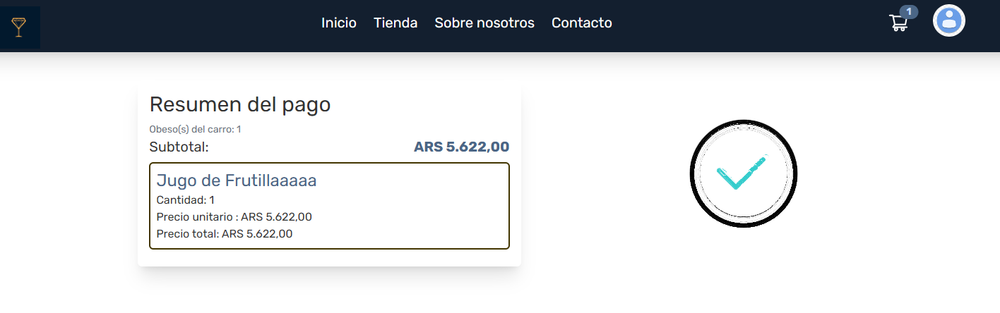 Inicio Tienda Sobre nosotros Contacto 1
Resumen del pago
Obeso(s) del carro: 1
Subtotal: ARS 5.622,00
Jugo de Frutillaaaaa
Cantidad: 1
Precio unitario : ARS 5.622,00
Precio total: ARS 5.622,00